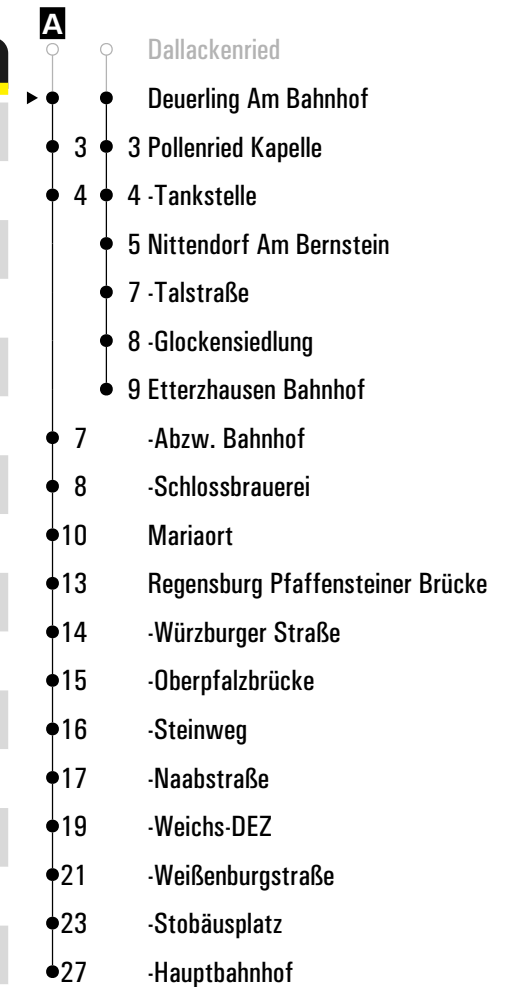 A
Dallackenried
Deuerling Am Bahnhof
3 3 Pollenried Kapelle
4 4 -Tankstelle
5 Nittendorf Am Bernstein
7 -Talstraße
8 -Glockensiedlung
9 Etterzhausen Bahnhof
7 -Abzw. Bahnhof
8 -Schlossbrauerei
10 Mariaort
13 Regensburg Pfaffensteiner Brücke
14 -Würzburger Straße
15 -Oberpfalzbrücke
16 -Steinweg
17 -Naabstraße
19 -Weichs-DEZ
21 -Weißenburgstraße
23 -Stobäusplatz
27 -Hauptbahnhof